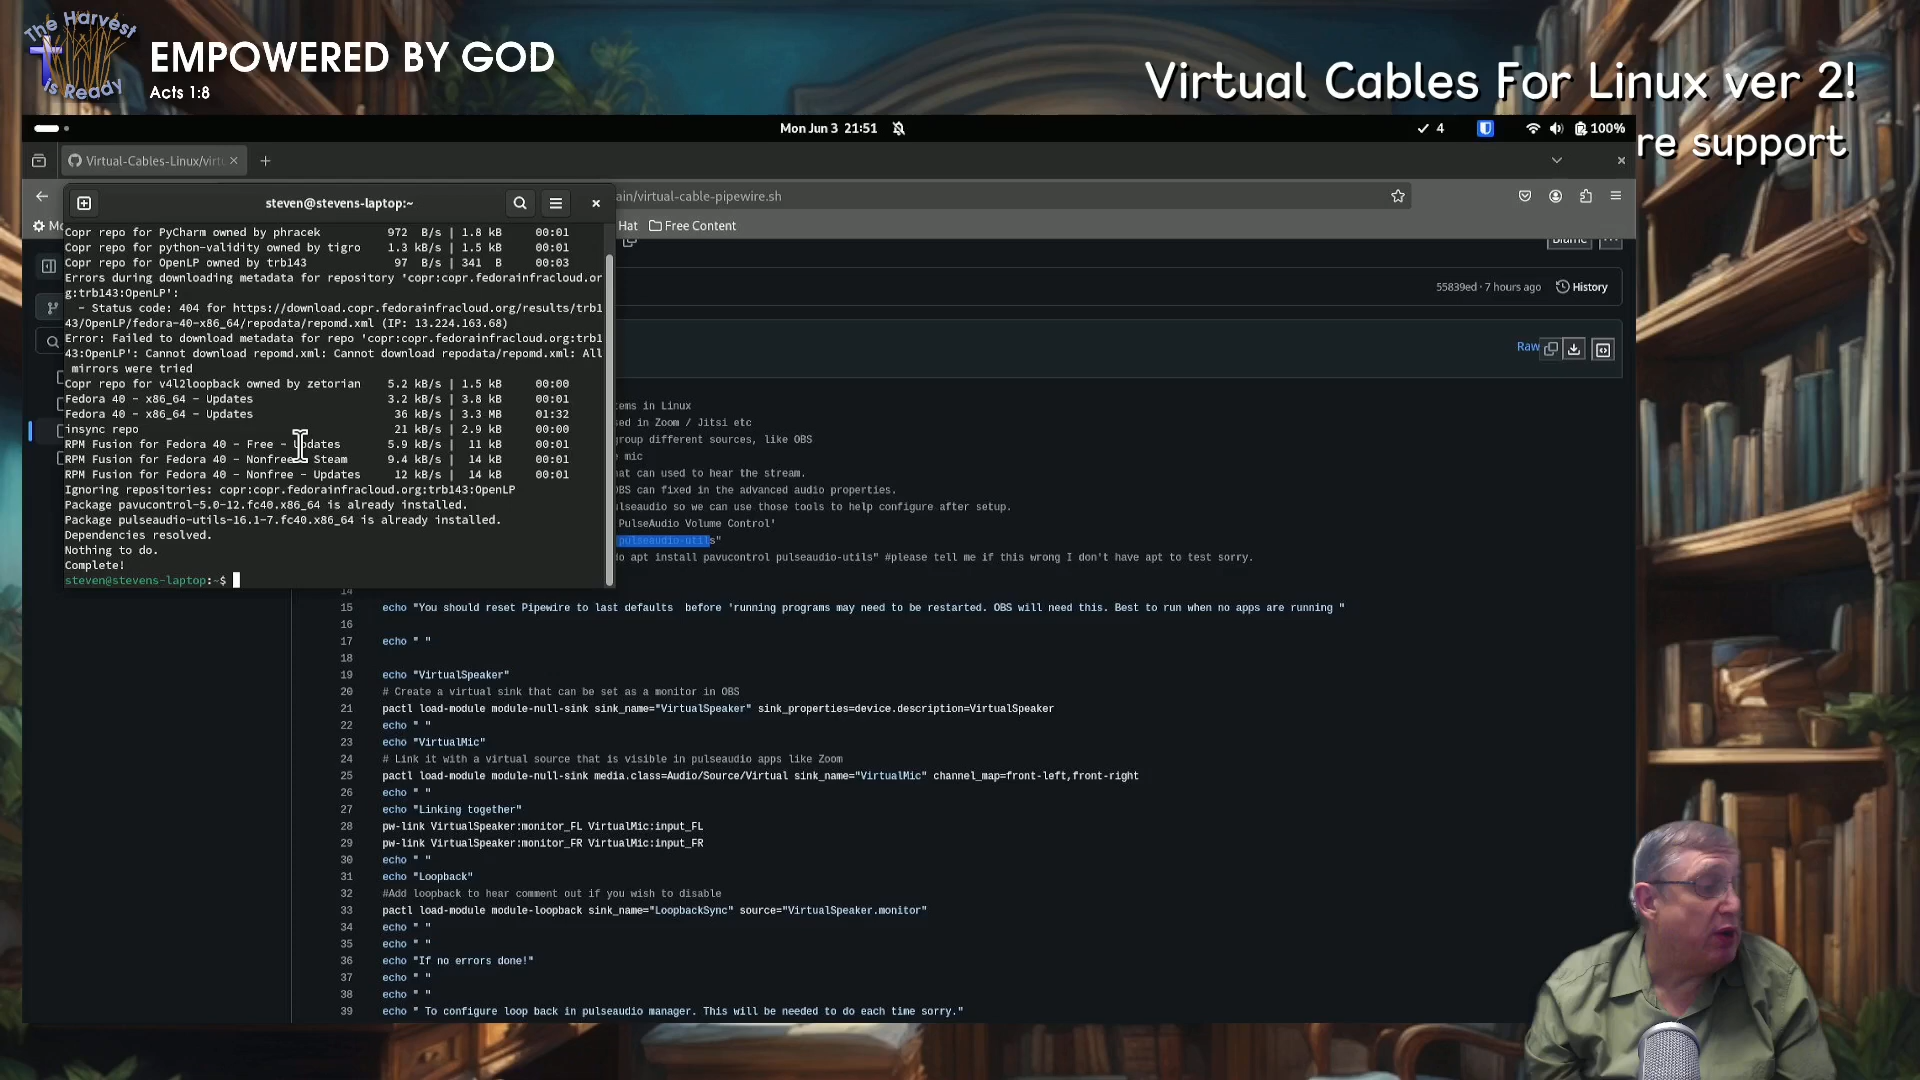 The Harvest
is Ready
EMPOWERED BY GOD
Acts 1:8
Virtual Cables For Linux ver 2!
re support
Mon Jun 3 21:51
4
100%
Virtual-Cables-Linux/virt
steven@stevens-laptop:~
ain/virtual-cable-pipewire.sh
Mo
Hat
Free Content
Copr repo for PyCharm owned by phracek 972 B/s | 1.8 kB 00:01
Copr repo for python-validity owned by tigro 1.3 kB/s | 1.5 kB 00:01
Copr repo for OpenLP owned by trb143 97 B/s | 341 B 00:03
Errors during downloading metadata for repository 'copr:copr.fedorainfracloud.or
g:trb143:OpenLP':
- Status code: 404 for https://download.copr.fedorainfracloud.org/results/trb1
43/OpenLP/fedora-40-x86_64/repodata/repomd.xml (IP: 13.224.163.68)
Error: Failed to download metadata for repo 'copr:copr.fedorainfracloud.org:trb1
43:OpenLP': Cannot download repomd.xml: Cannot download repodata/repomd.xml: All
mirrors were tried
Copr repo for v4l2loopback owned by zetorian 5.2 kB/s | 1.5 kB 00:00
Fedora 40 - x86_64 - Updates 3.2 kB/s | 3.8 kB 00:01
Fedora 40 - x86_64 - Updates 36 kB/s | 3.3 MB 01:32
insync repo 21 kB/s | 2.9 kB 00:00
RPM Fusion for Fedora 40 - Free - Updates 5.9 kB/s | 11 kB 00:01
RPM Fusion for Fedora 40 - Nonfree - Steam 9.4 kB/s | 14 kB 00:01
RPM Fusion for Fedora 40 - Nonfree - Updates 12 kB/s | 14 kB 00:01
Ignoring repositories: copr:copr.fedorainfracloud.org:trb143:OpenLP
Package pavucontrol-5.0-12.fc40.x86_64 is already installed.
Package pulseaudio-utils-16.1-7.fc40.x86_64 is already installed.
Dependencies resolved.
Nothing to do.
Complete!
steven@stevens-laptop:~$
Blame
55839ed · 7 hours ago
History
Raw
tems in Linux
sed in Zoom / Jitsi etc
group different sources, like OBS
e mic
hat can used to hear the stream.
OBS can fixed in the advanced audio properties.
ulseaudio so we can use those tools to help configure after setup.
PulseAudio Volume Control'
pulseaudio-utils"
do apt install pavucontrol pulseaudio-utils" #please tell me if this wrong I don't have apt to test sorry.
14
15 echo "You should reset Pipewire to last defaults before 'running programs may need to be restarted. OBS will need this. Best to run when no apps are running "
16
17 echo " "
18
19 echo "VirtualSpeaker"
20 # Create a virtual sink that can be set as a monitor in OBS
21 pactl load-module module-null-sink sink_name="VirtualSpeaker" sink_properties=device.description=VirtualSpeaker
22 echo " "
23 echo "VirtualMic"
24 # Link it with a virtual source that is visible in pulseaudio apps like Zoom
25 pactl load-module module-null-sink media.class=Audio/Source/Virtual sink_name="VirtualMic" channel_map=front-left,front-right
26 echo " "
27 echo "Linking together"
28 pw-link VirtualSpeaker:monitor_FL VirtualMic:input_FL
29 pw-link VirtualSpeaker:monitor_FR VirtualMic:input_FR
30 echo " "
31 echo "Loopback"
32 #Add loopback to hear comment out if you wish to disable
33 pactl load-module module-loopback sink_name="LoopbackSync" source="VirtualSpeaker.monitor"
34 echo " "
35 echo " "
36 echo "If no errors done!"
37 echo " "
38 echo " "
39 echo " To configure loop back in pulseaudio manager. This will be needed to do each time sorry."